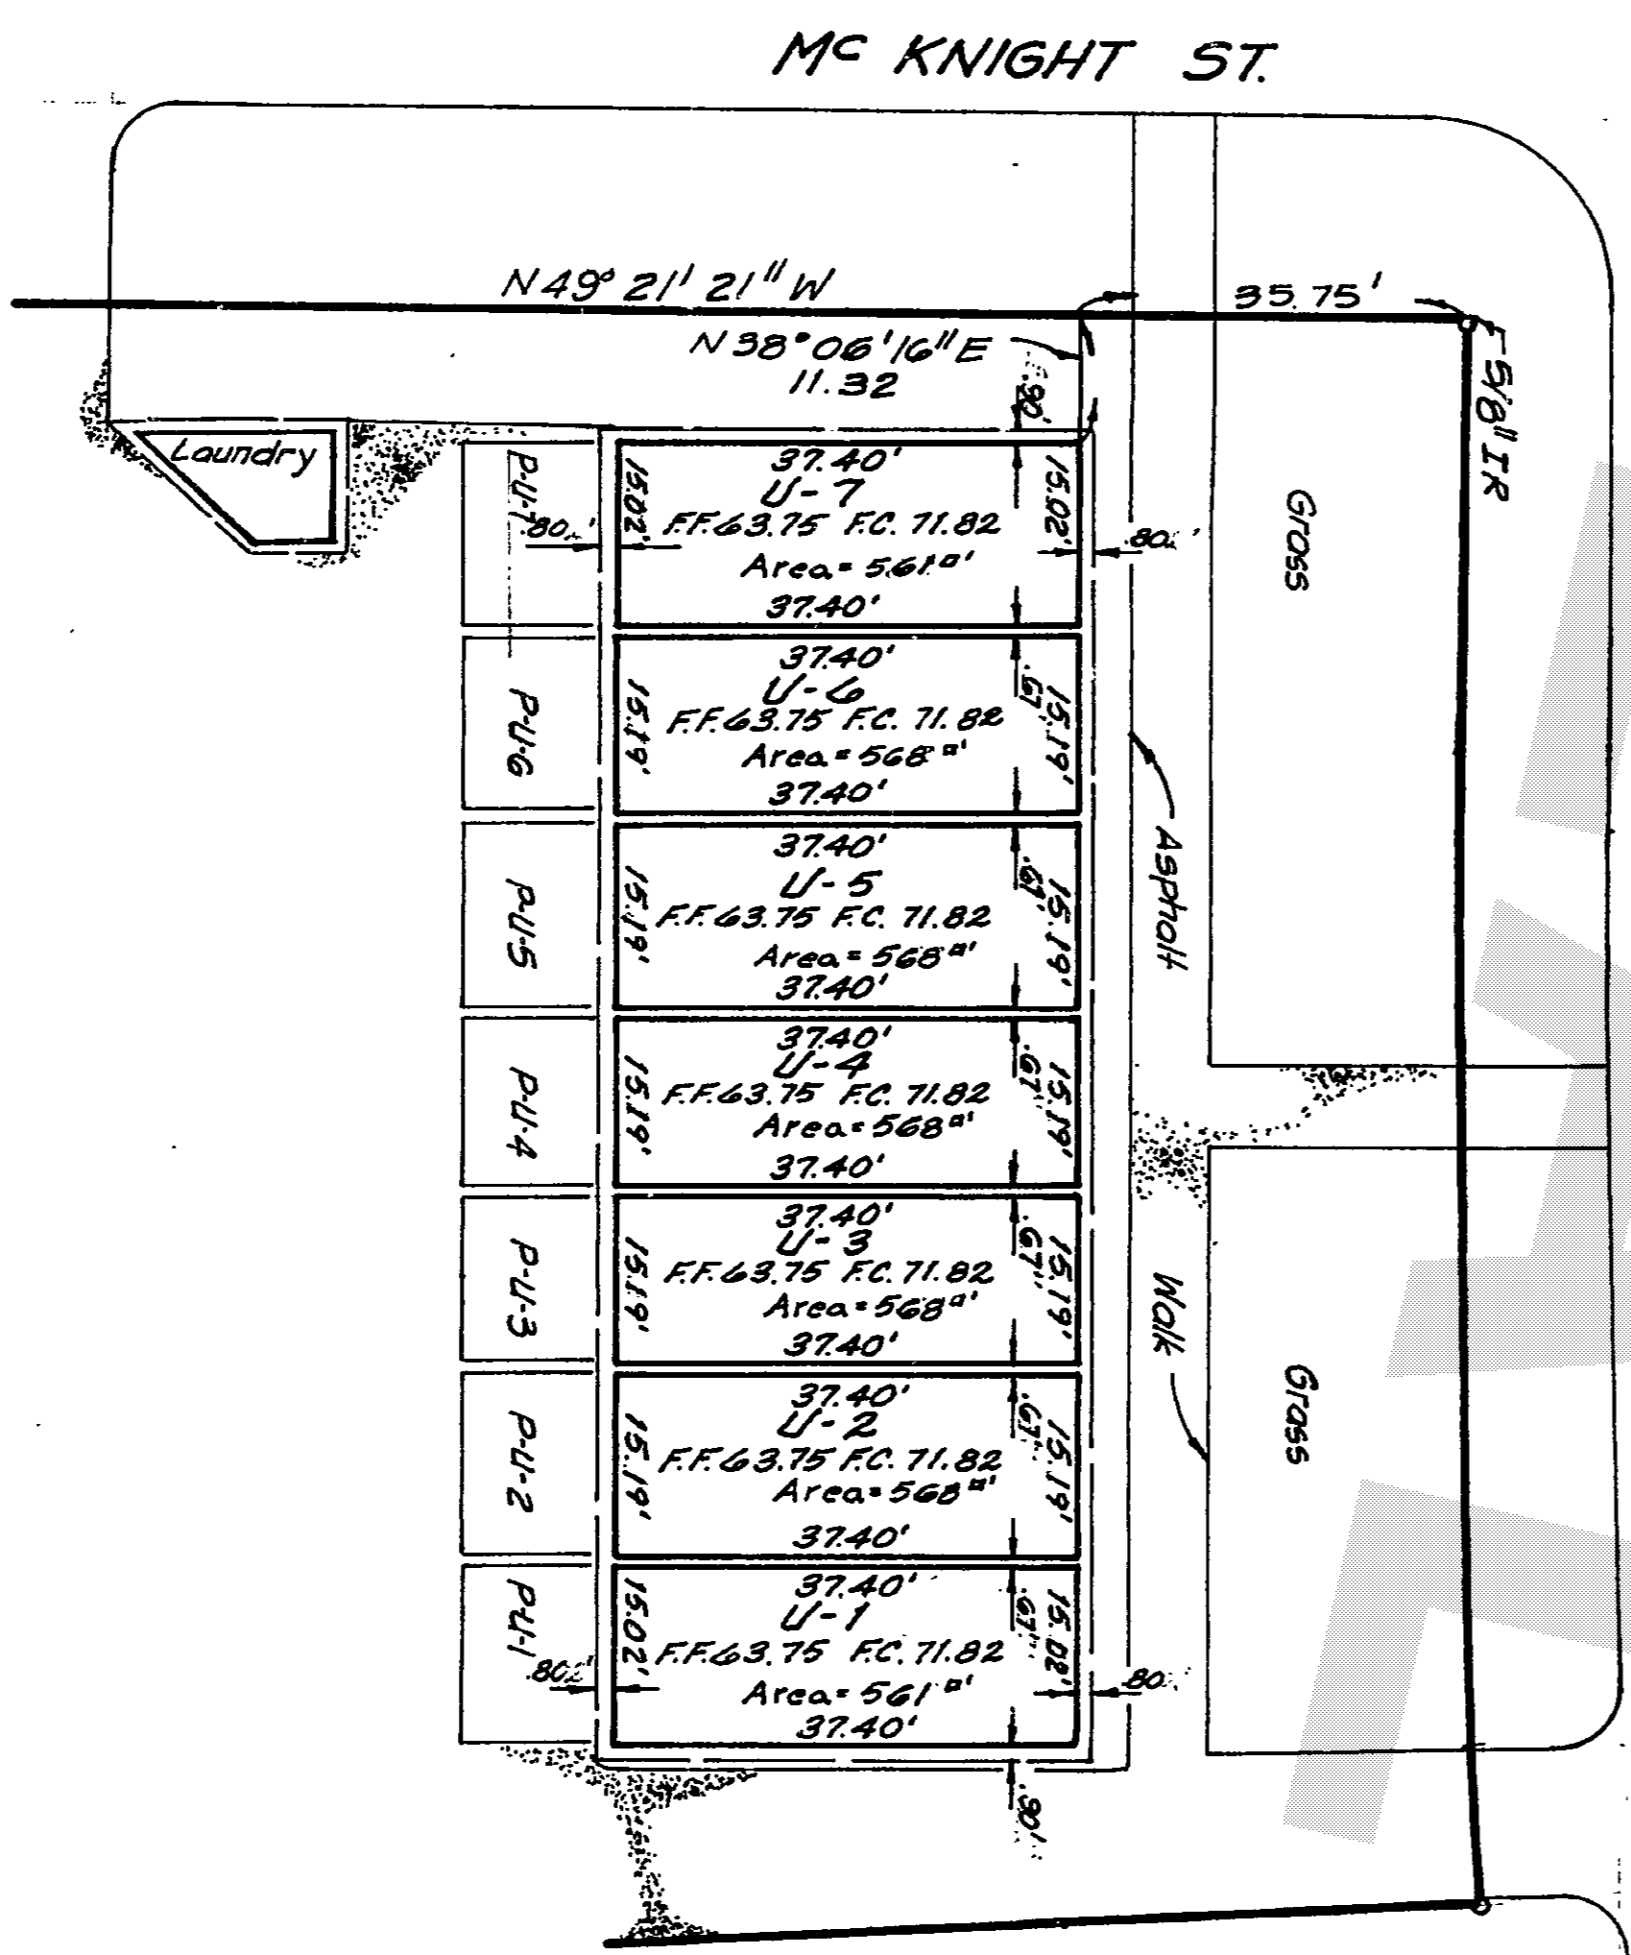 Mc KNIGHT ST.
N 49° 21' 21" W
35.75'
N 38° 06' 16" E
11.32
5/8" IR
.90'
Laundry
Grass
P-U-7
.80'
15.02'
37.40'
U-7
F.F. 63.75 F.C. 71.82
Area = 561 □'
37.40'
15.02'
.80'
P-U-6
15.19'
37.40'
U-6
F.F. 63.75 F.C. 71.82
Area = 568 □'
37.40'
.67'
15.19'
Asphalt
P-U-5
15.19'
37.40'
U-5
F.F. 63.75 F.C. 71.82
Area = 568 □'
37.40'
.67'
15.19'
P-U-4
15.19'
37.40'
U-4
F.F. 63.75 F.C. 71.82
Area = 568 □'
37.40'
.67'
15.19'
P-U-3
15.19'
37.40'
U-3
F.F. 63.75 F.C. 71.82
Area = 568 □'
37.40'
.67'
15.19'
Walk
Grass
P-U-2
15.19'
37.40'
U-2
F.F. 63.75 F.C. 71.82
Area = 568 □'
37.40'
.67'
15.19'
P-U-1
.80'
15.02'
37.40'
U-1
F.F. 63.75 F.C. 71.82
Area = 561 □'
37.40'
.67'
15.02'
.80
.90'